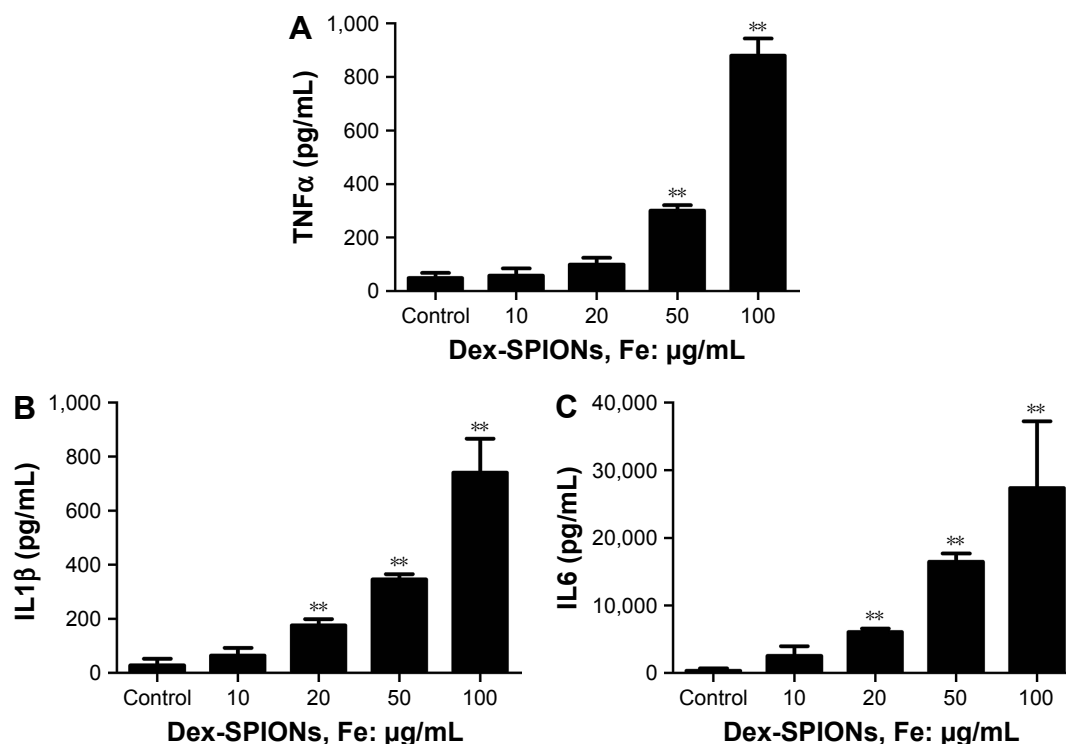 A
TNFα (pg/mL)
1,000
800
600
400
200
0
**
**
Control 10 20 50 100
Dex-SPIONs, Fe: µg/mL
B
IL1β (pg/mL)
1,000
800
600
400
200
0
**
**
**
Control 10 20 50 100
Dex-SPIONs, Fe: µg/mL
C
IL6 (pg/mL)
40,000
30,000
20,000
10,000
0
**
**
**
Control 10 20 50 100
Dex-SPIONs, Fe: µg/mL